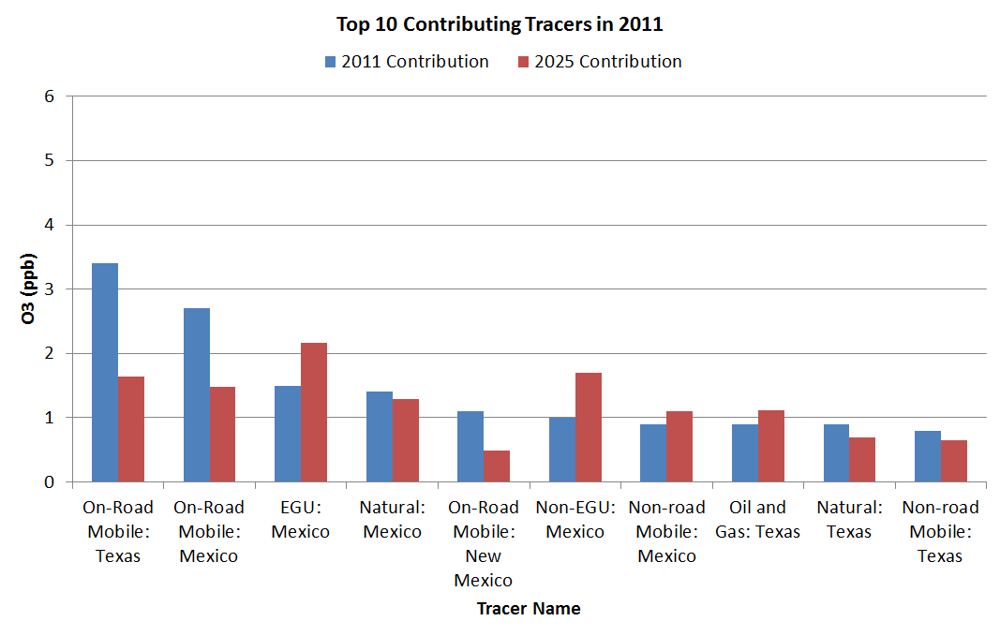 Top 10 Contributing Tracers in 2011
2011 Contribution 2025 Contribution
6
5
4
3
2
1
0
O3 (ppb)
On-Road
Mobile:
Texas
On-Road
Mobile:
Mexico
EGU:
Mexico
Natural:
Mexico
On-Road
Mobile:
New
Mexico
Non-EGU:
Mexico
Non-road
Mobile:
Mexico
Oil and
Gas: Texas
Natural:
Texas
Non-road
Mobile:
Texas
Tracer Name